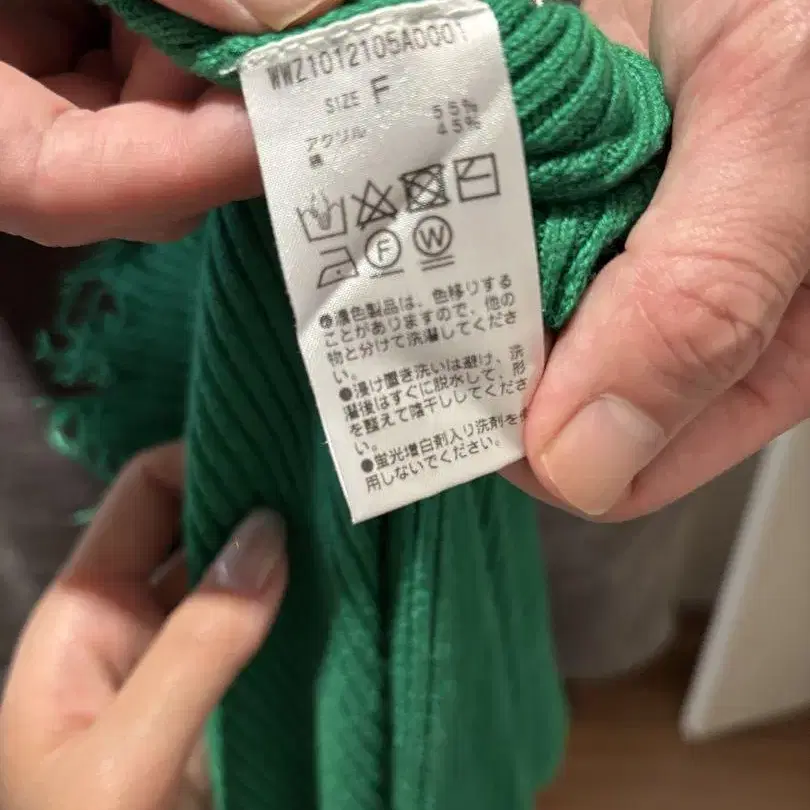 WWZ1012105A0001
SIZE F
アクリル 55%
綿 45%
F W
●濃色製品は、色移りする
ことがありますので、他の
物と分けて洗濯してくださ
い。
●浸け置き洗いは避け、洗
濯後はすぐに脱水して、形
を整えて陰干ししてくださ
い。
●蛍光増白剤入り洗剤を使
用しないでください。